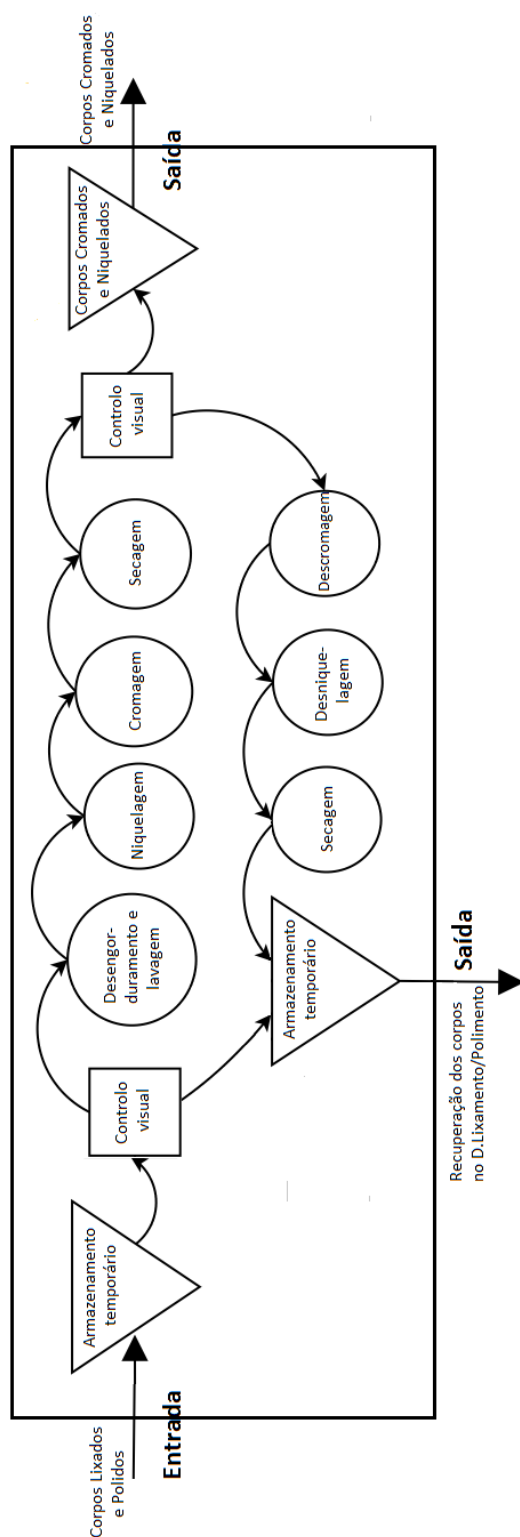 Corpos Lixados
e Polidos
Entrada
Armazenamento
temporário
Controlo
visual
Desengor-
duramento e
lavagem
Niquelagem
Cromagem
Secagem
Controlo
visual
Corpos Cromados
e Niquelados
Corpos Cromados
e Niquelados
Saída
Descromagem
Desnique-
lagem
Secagem
Armazenamento
temporário
Recuperação dos corpos
no D.Lixamento/Polimento
Saída